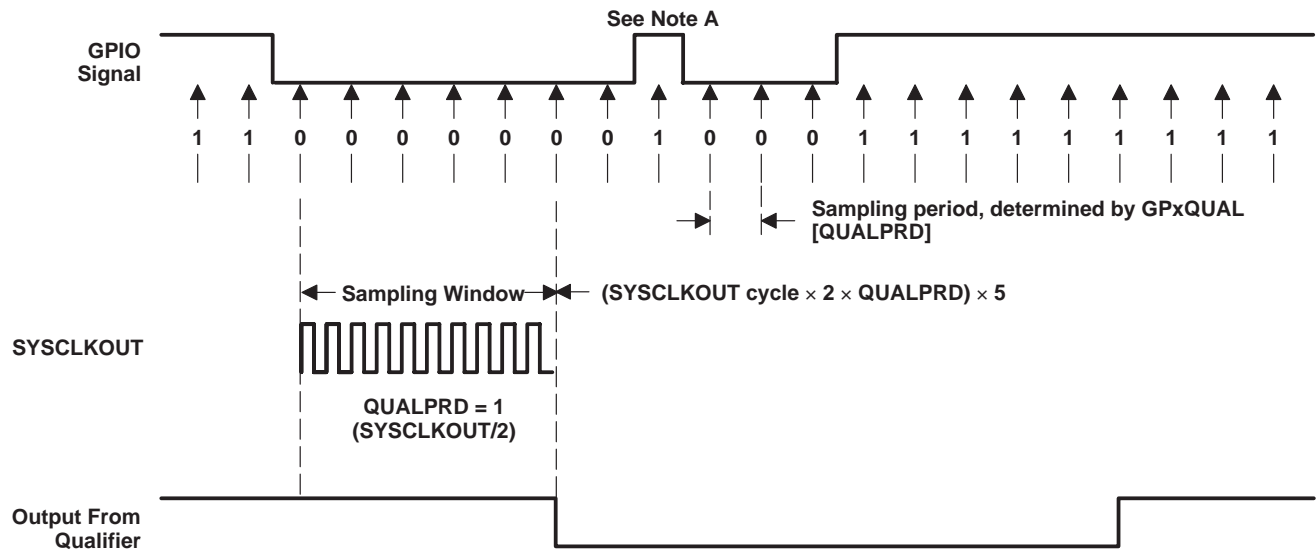 See Note A
GPIO
Signal
1 1 0 0 0 0 0 0 0 1 0 0 0 1 1 1 1 1 1 1 1 1
Sampling period, determined by GPxQUAL
[QUALPRD]
Sampling Window
(SYSCLKOUT cycle × 2 × QUALPRD) × 5
SYSCLKOUT
QUALPRD = 1
(SYSCLKOUT/2)
Output From
Qualifier